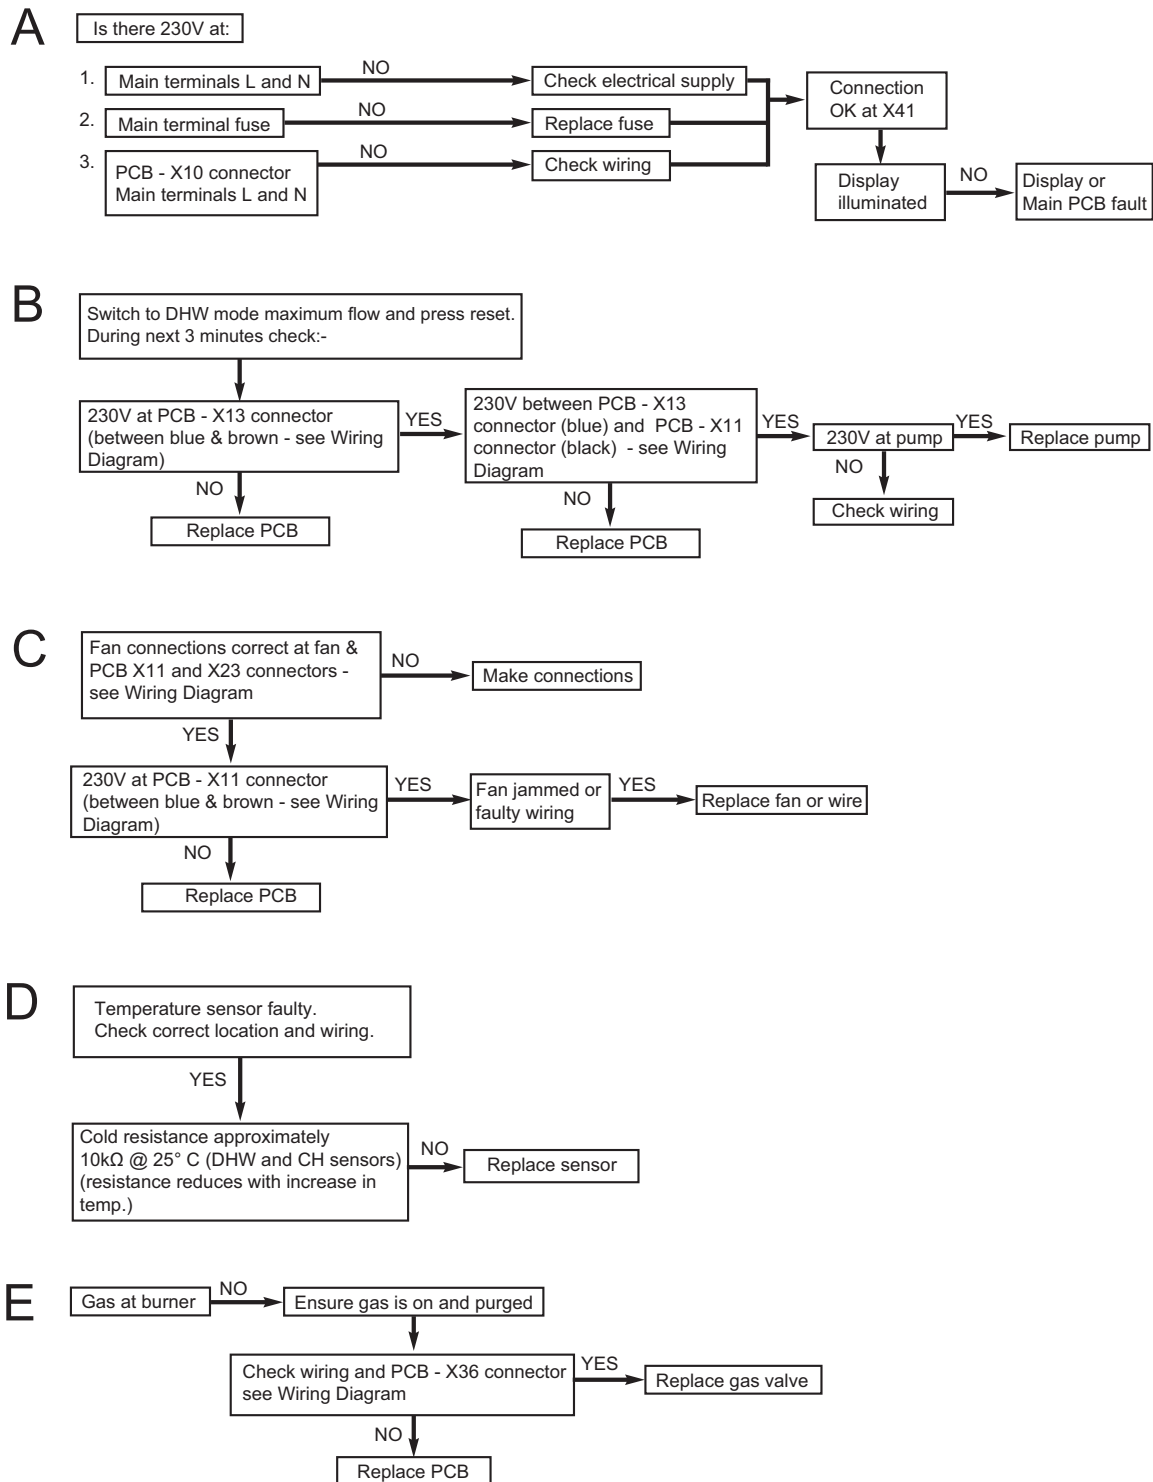 A
Is there 230V at:
1. Main terminals L and N
NO
Check electrical supply
2. Main terminal fuse
NO
Replace fuse
3. PCB - X10 connector
Main terminals L and N
NO
Check wiring
Connection
OK at X41
Display
illuminated
NO
Display or
Main PCB fault
B
Switch to DHW mode maximum flow and press reset.
During next 3 minutes check:-
230V at PCB - X13 connector
(between blue & brown - see Wiring
Diagram)
YES
NO
Replace PCB
230V between PCB - X13
connector (blue) and PCB - X11
connector (black) - see Wiring
Diagram
YES
NO
Replace PCB
230V at pump
YES
Replace pump
NO
Check wiring
C
Fan connections correct at fan &
PCB X11 and X23 connectors -
see Wiring Diagram
NO
Make connections
YES
230V at PCB - X11 connector
(between blue & brown - see Wiring
Diagram)
YES
Fan jammed or
faulty wiring
YES
Replace fan or wire
NO
Replace PCB
D
Temperature sensor faulty.
Check correct location and wiring.
YES
Cold resistance approximately
10kΩ @ 25° C (DHW and CH sensors)
(resistance reduces with increase in
temp.)
NO
Replace sensor
E
Gas at burner
NO
Ensure gas is on and purged
Check wiring and PCB - X36 connector
see Wiring Diagram
YES
Replace gas valve
NO
Replace PCB